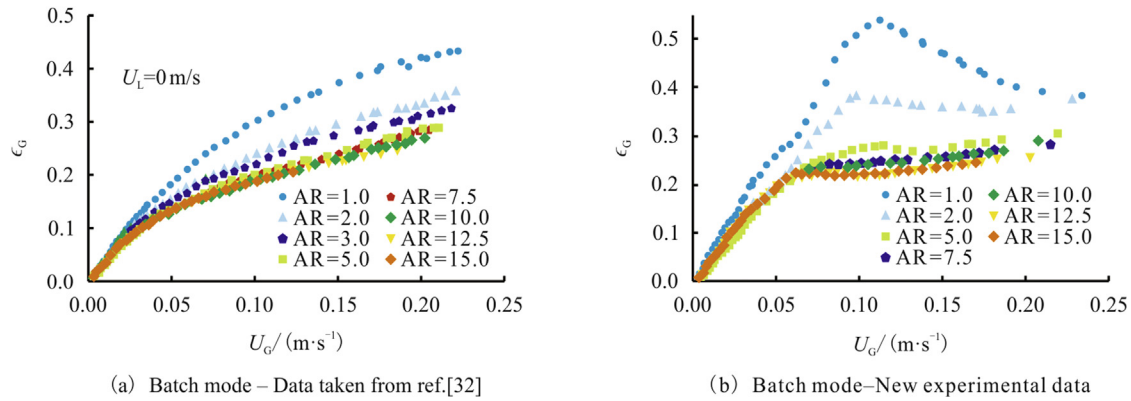 0.5
0.4
0.3
0.2
0.1
0.0
ϵG
UL=0 m/s
AR=1.0 AR=7.5
AR=2.0 AR=10.0
AR=3.0 AR=12.5
AR=5.0 AR=15.0
0.00 0.05 0.10 0.15 0.20 0.25
UG/(m·s⁻¹)
(a) Batch mode – Data taken from ref.[32]
0.5
0.4
0.3
0.2
0.1
0.0
ϵG
AR=1.0 AR=10.0
AR=2.0 AR=12.5
AR=5.0 AR=15.0
AR=7.5
0.00 0.05 0.10 0.15 0.20 0.25
UG/(m·s⁻¹)
(b) Batch mode–New experimental data